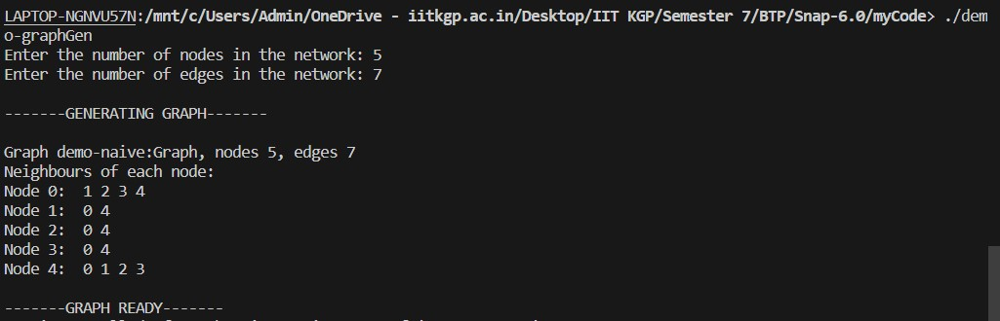 LAPTOP-NGNVU57N:/mnt/c/Users/Admin/OneDrive - iitkgp.ac.in/Desktop/IIT KGP/Semester 7/BTP/Snap-6.0/myCode> ./dem
o-graphGen
Enter the number of nodes in the network: 5
Enter the number of edges in the network: 7
-------GENERATING GRAPH-------
Graph demo-naive:Graph, nodes 5, edges 7
Neighbours of each node:
Node 0:  1 2 3 4
Node 1:  0 4
Node 2:  0 4
Node 3:  0 4
Node 4:  0 1 2 3
-------GRAPH READY-------